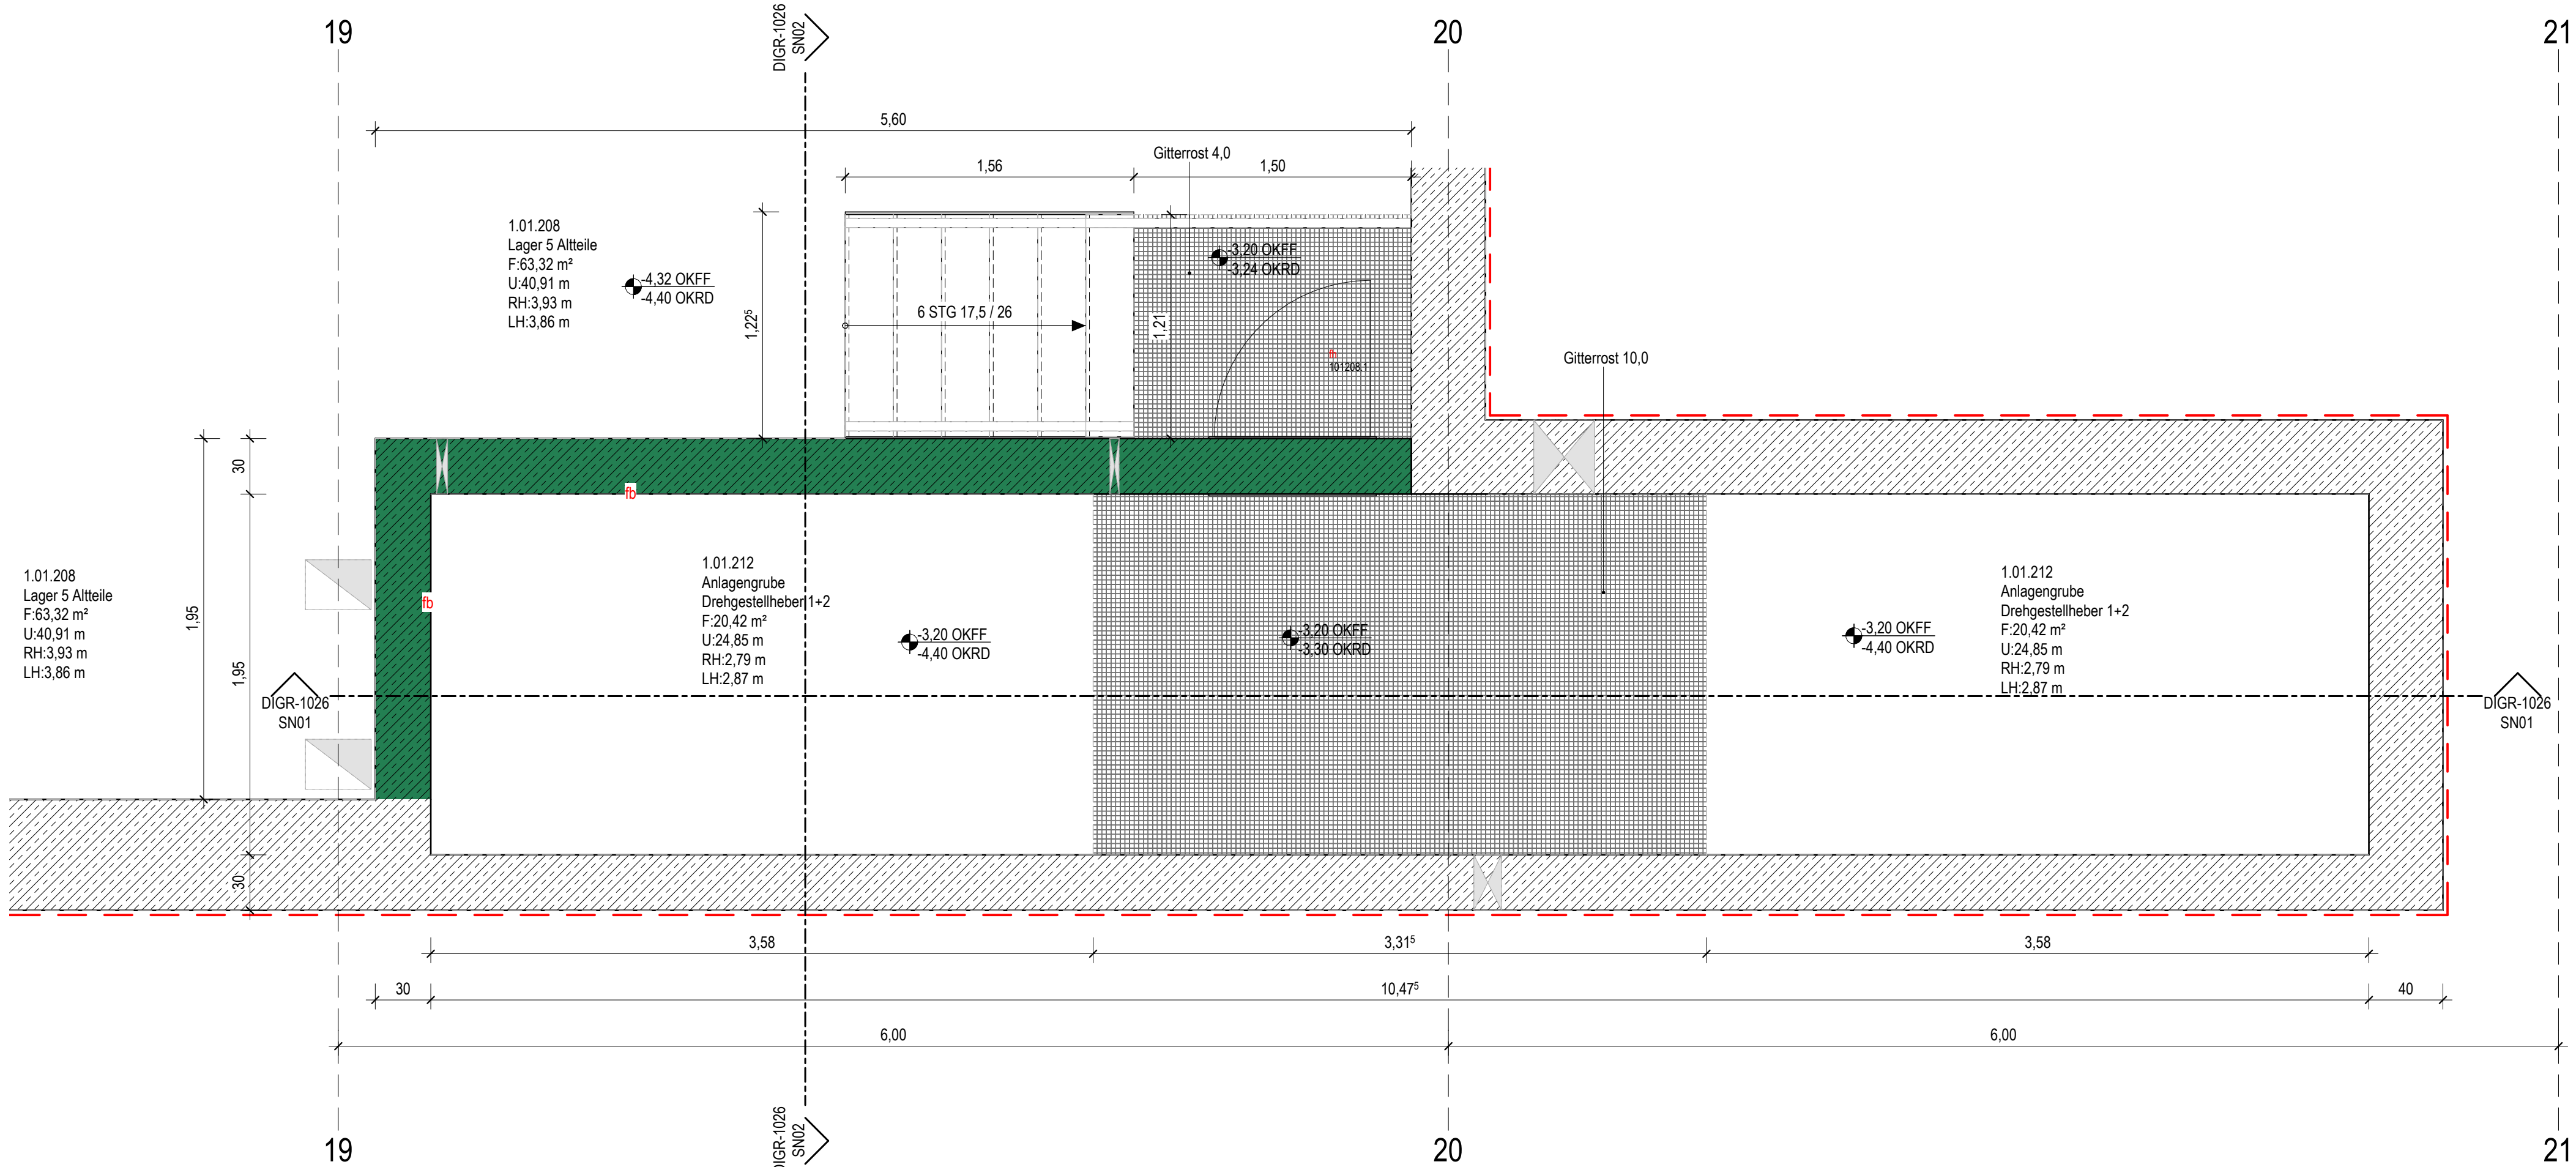 19
DIGR-1026
SN02
20
21
5,60
1,56
Gitterrost 4,0
1,50
1.01.208
Lager 5 Altteile
F:63,32 m²
U:40,91 m
RH:3,93 m
LH:3,86 m
-4,32 OKFF
-4,40 OKRD
1,22⁵
6 STG 17,5 / 26
1,21
-3,20 OKFF
-3,24 OKRD
fh
101208.1
Gitterrost 10,0
30
fb
1,95
1,95
30
fb
1.01.208
Lager 5 Altteile
F:63,32 m²
U:40,91 m
RH:3,93 m
LH:3,86 m
1.01.212
Anlagengrube
Drehgestellheber 1+2
F:20,42 m²
U:24,85 m
RH:2,79 m
LH:2,87 m
-3,20 OKFF
-4,40 OKRD
-3,20 OKFF
-3,30 OKRD
-3,20 OKFF
-4,40 OKRD
1.01.212
Anlagengrube
Drehgestellheber 1+2
F:20,42 m²
U:24,85 m
RH:2,79 m
LH:2,87 m
DIGR-1026
SN01
DIGR-1026
SN01
3,58
3,31⁵
3,58
30
10,47⁵
40
6,00
6,00
19
DIGR-1026
SN02
20
21